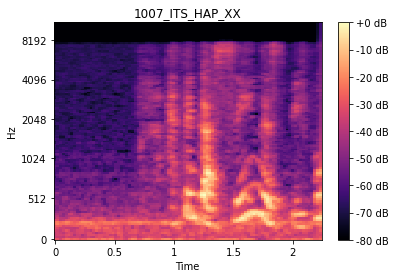 1007_ITS_HAP_XX
+0 dB
8192
-10 dB
-20 dB
4096
-30 dB
2048
-40 dB
Hz
1024
-50 dB
512
-60 dB
-70 dB
0
-80 dB
0
0.5
1
1.5
2
Time